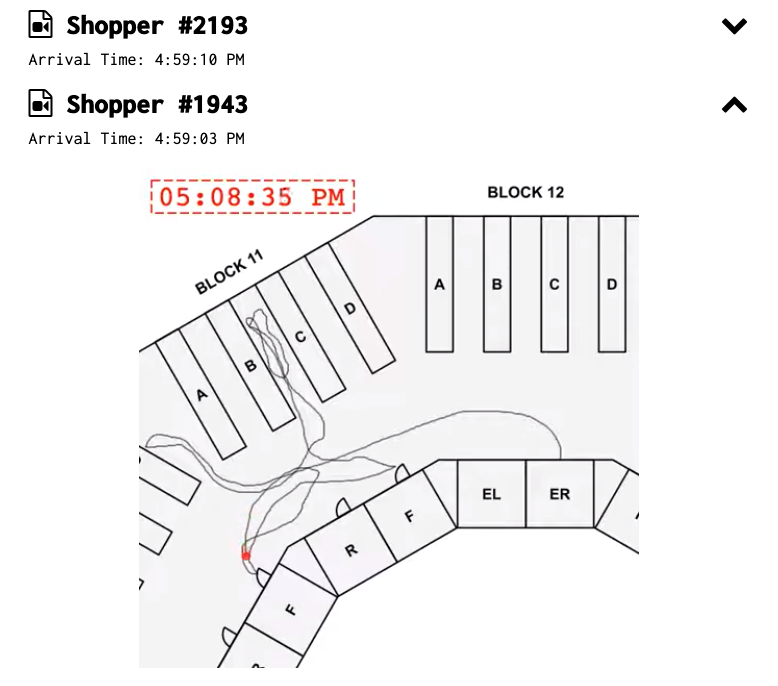 Shopper #2193
Arrival Time: 4:59:10 PM
Shopper #1943
Arrival Time: 4:59:03 PM
05:08:35 PM
BLOCK 12
BLOCK 11
A
B
C
D
A
B
C
D
EL
ER
F
R
F